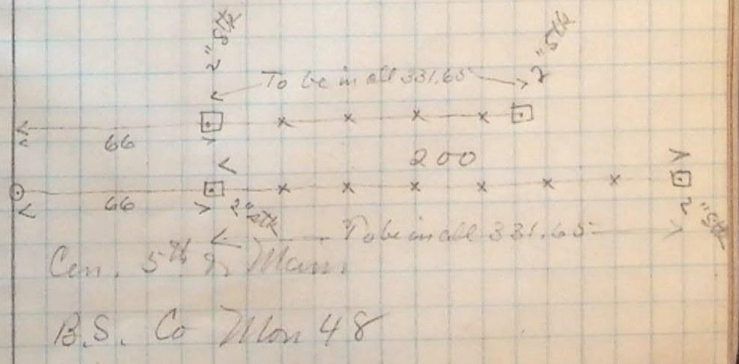 2" Stk 2" Stk
To be in all 331.65
66
200
66 2" Stk 2" Stk
To be in all 331.65
Cen. 5th & Main
B.S. Co Mon 48